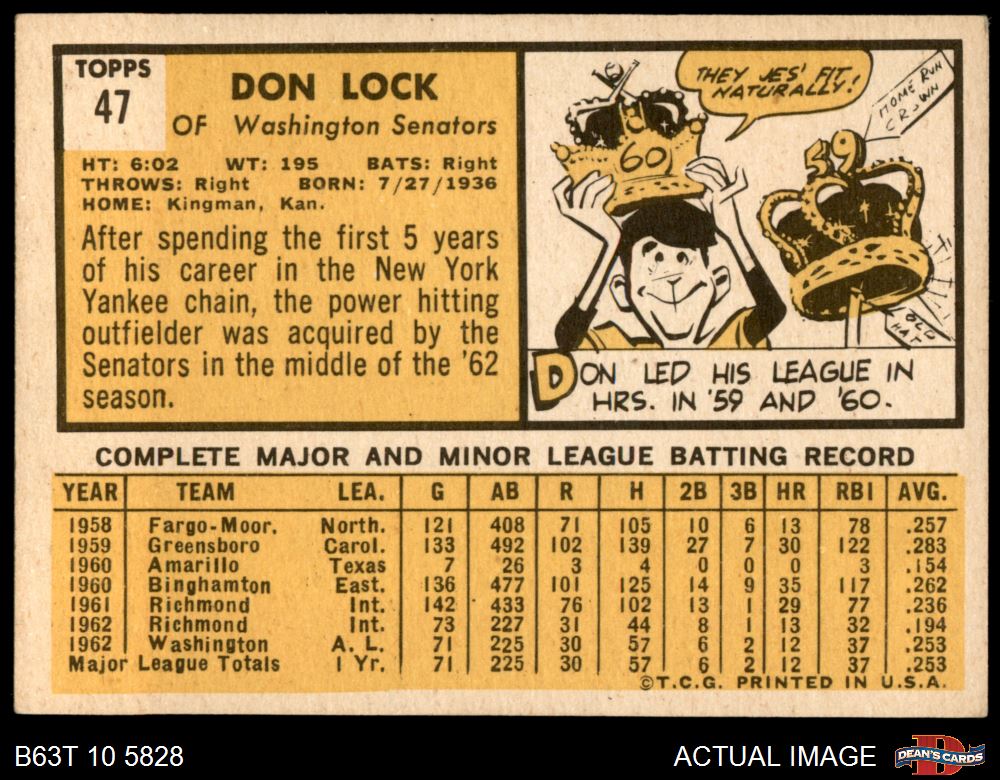 TOPPS
47
DON LOCK
OF Washington Senators
HT: 6:02 WT: 195 BATS: Right
THROWS: Right BORN: 7/27/1936
HOME: Kingman, Kan.
After spending the first 5 years
of his career in the New York
Yankee chain, the power hitting
outfielder was acquired by the
Senators in the middle of the '62
season.
THEY JES' FIT
NATURALLY!
60
59
HOME RUN
CROWN
OLD
HAT
DON LED HIS LEAGUE IN
HRS. IN '59 AND '60.
COMPLETE MAJOR AND MINOR LEAGUE BATTING RECORD
YEAR TEAM LEA. G AB R H 2B 3B HR RBI AVG.
1958 Fargo-Moor. North. 121 408 71 105 10 6 13 78 .257
1959 Greensboro Carol. 133 492 102 139 27 7 30 122 .283
1960 Amarillo Texas 7 26 3 4 0 0 0 3 .154
1960 Binghamton East. 136 477 101 125 14 9 35 117 .262
1961 Richmond Int. 142 433 76 102 13 1 29 77 .236
1962 Richmond Int. 73 227 31 44 8 1 13 32 .194
1962 Washington A. L. 71 225 30 57 6 2 12 37 .253
Major League Totals 1 Yr. 71 225 30 57 6 2 12 37 .253
©T.C.G. PRINTED IN U.S.A.
B63T 10 5828
ACTUAL IMAGE
D
DEAN'S CARDS